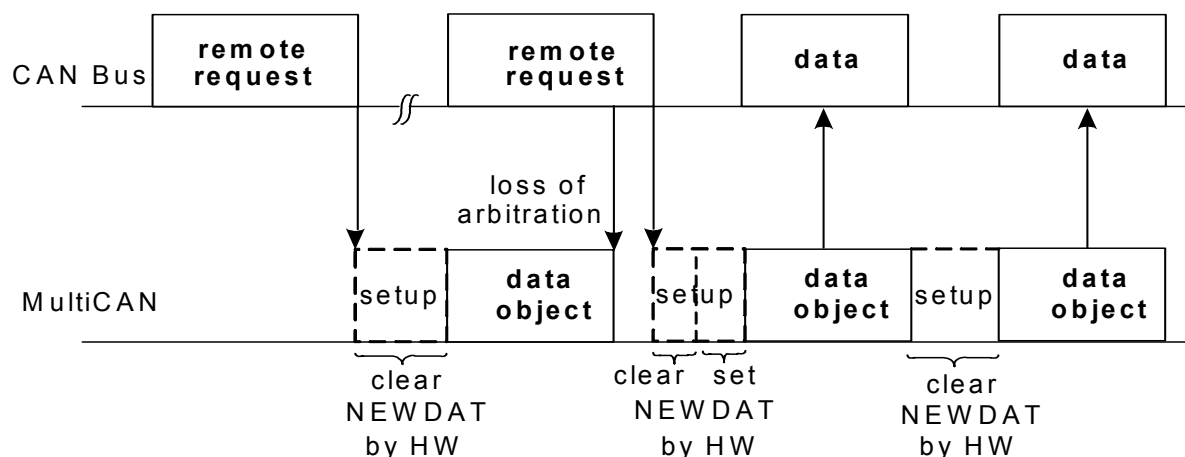 CAN Bus
remote
request
remote
request
data
data
loss of
arbitration
MultiCAN
setup
data
object
setup
data
object
setup
data
object
clear
NEWDAT
by HW
clear set
NEWDAT
by HW
clear
NEWDAT
by HW